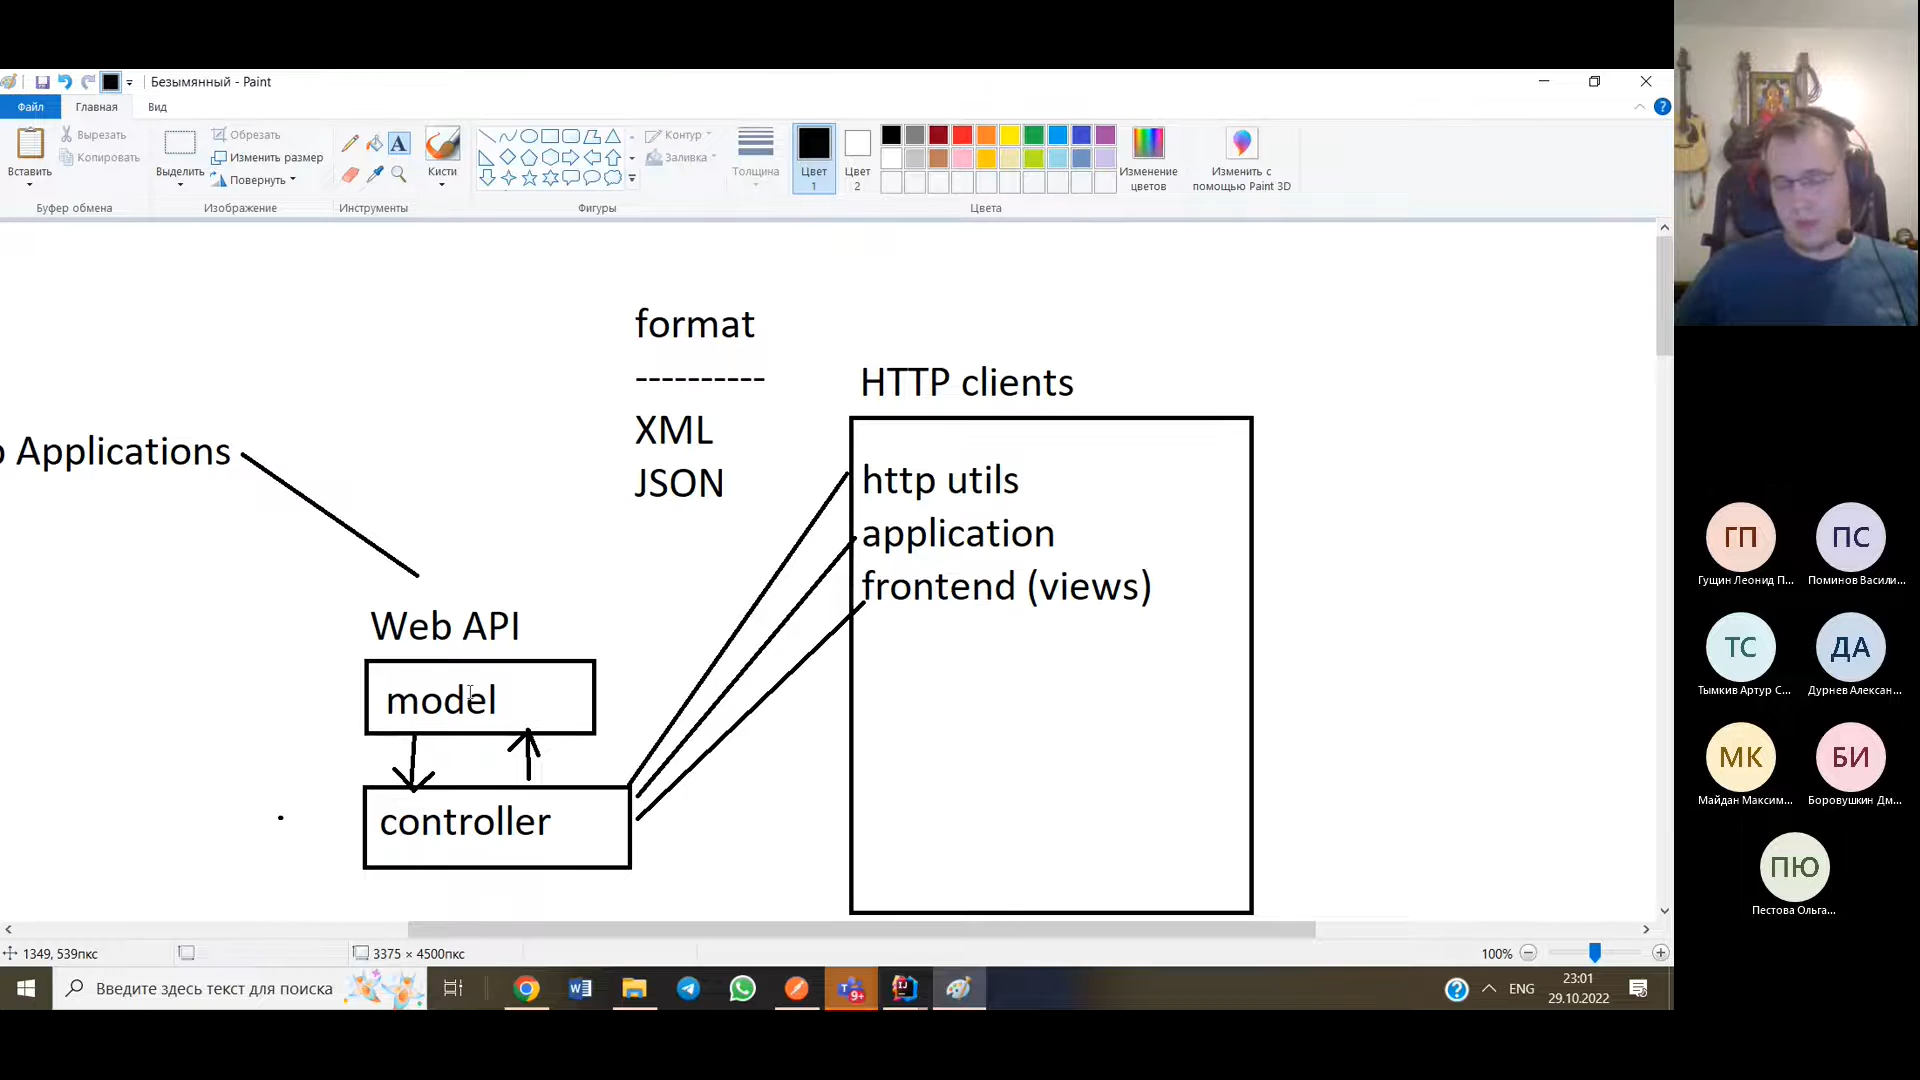 Безымянный - Paint
Файл
Главная
Вид
Вставить
Вырезать
Копировать
Буфер обмена
Выделить
Обрезать
Изменить размер
Повернуть
Изображение
A
Инструменты
Кисти
Фигуры
Контур
Заливка
Толщина
Цвет 1
Цвет 2
Цвета
Изменение цветов
Изменить с помощью Paint 3D
format
----------
XML
JSON
HTTP clients
http utils
application
frontend (views)
Applications
Web API
model
controller
1349, 539пкс
3375 × 4500пкс
100%
Введите здесь текст для поиска
9+
ENG
23:01
29.10.2022
ГП
Гущин Леонид П...
ПС
Поминов Васили...
ТС
Тымкив Артур С...
ДА
Дурнев Алексан...
МК
Майдан Максим...
БИ
Боровушкин Дм...
ПЮ
Пестова Ольга...